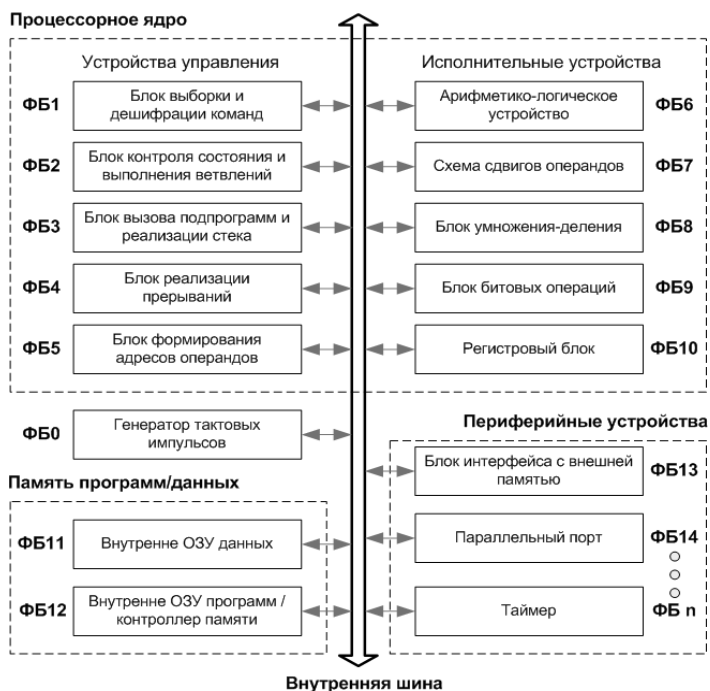 Процессорное ядро
Устройства управления
Исполнительные устройства
ФБ1
Блок выборки и
дешифрации команд
Арифметико-логическое
устройство
ФБ6
ФБ2
Блок контроля состояния и
выполнения ветвлений
Схема сдвигов операндов
ФБ7
ФБ3
Блок вызова подпрограмм и
реализации стека
Блок умножения-деления
ФБ8
ФБ4
Блок реализации
прерываний
Блок битовых операций
ФБ9
ФБ5
Блок формирования
адресов операндов
Регистровый блок
ФБ10
ФБ0
Генератор тактовых
импульсов
Периферийные устройства
Блок интерфейса с внешней
памятью
ФБ13
Память программ/данных
ФБ11
Внутренне ОЗУ данных
Параллельный порт
ФБ14
ФБ12
Внутренне ОЗУ программ /
контроллер памяти
Таймер
ФБ n
Внутренняя шина